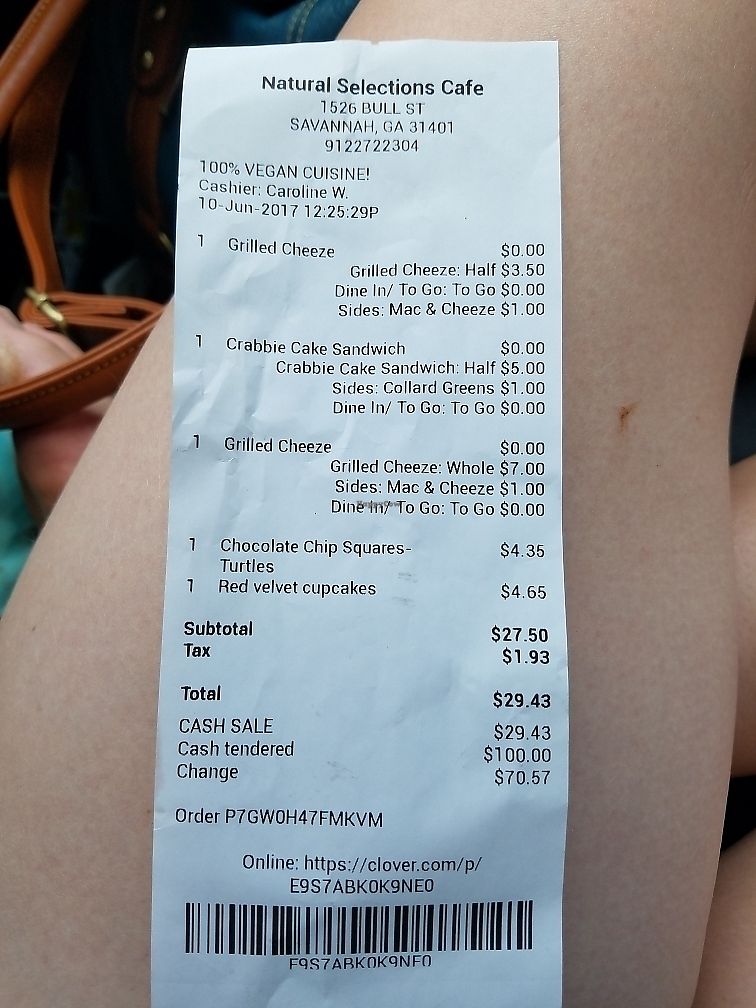 Natural Selections Cafe
1526 BULL ST
SAVANNAH, GA 31401
9122722304
100% VEGAN CUISINE!
Cashier: Caroline W.
10-Jun-2017 12:25:29P
1 Grilled Cheeze $0.00
Grilled Cheeze: Half $3.50
Dine In/ To Go: To Go $0.00
Sides: Mac & Cheeze $1.00
1 Crabbie Cake Sandwich $0.00
Crabbie Cake Sandwich: Half $5.00
Sides: Collard Greens $1.00
Dine In/ To Go: To Go $0.00
1 Grilled Cheeze $0.00
Grilled Cheeze: Whole $7.00
Sides: Mac & Cheeze $1.00
Dine In/ To Go: To Go $0.00
1 Chocolate Chip Squares- $4.35
Turtles
1 Red velvet cupcakes $4.65
Subtotal $27.50
Tax $1.93
Total $29.43
CASH SALE $29.43
Cash tendered $100.00
Change $70.57
Order P7GW0H47FMKVM
Online: https://clover.com/p/
E9S7ABK0K9NE0
E9S7ABK0K9NE0